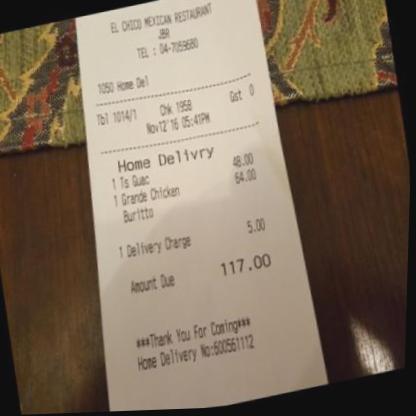 EL CHICO MEXICAN RESTAURANT
JBR
TEL : 04-7059680
1050 Home Del
Tbl 1014/1 Chk 1958 Gst 0
Nov12'16 05:41PM
Home Delivry
1 Ts Guac 48.00
1 Grande Chicken 64.00
Buritto
1 Delivery Charge 5.00
Amount Due 117.00
***Thank You For Coming***
Home Delivery No:600561112